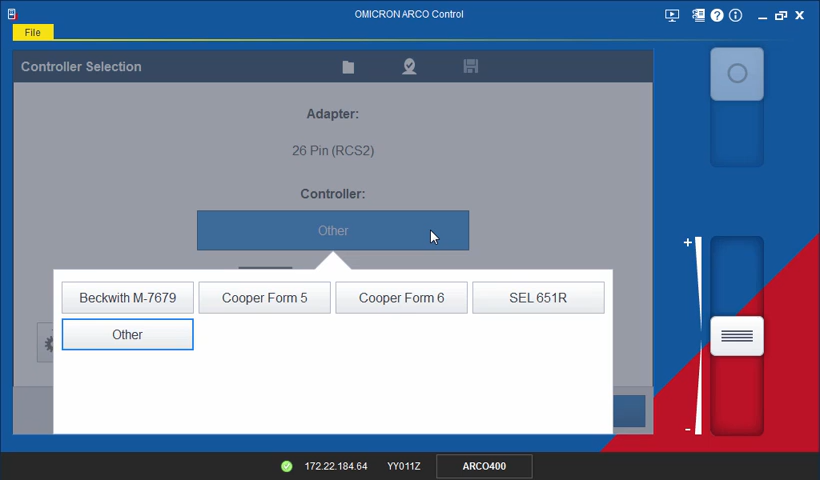 OMICRON ARCO Control
File
Controller Selection
Adapter:
26 Pin (RCS2)
Controller:
Other
Beckwith M-7679 Cooper Form 5 Cooper Form 6 SEL 651R
Other
+
-
172.22.184.64 YY011Z ARCO400